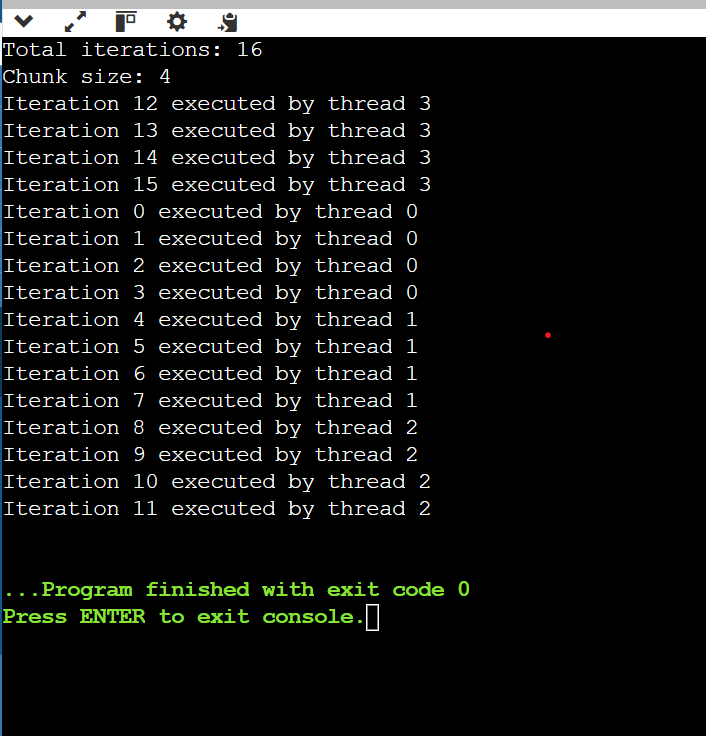 Total iterations: 16
Chunk size: 4
Iteration 12 executed by thread 3
Iteration 13 executed by thread 3
Iteration 14 executed by thread 3
Iteration 15 executed by thread 3
Iteration 0 executed by thread 0
Iteration 1 executed by thread 0
Iteration 2 executed by thread 0
Iteration 3 executed by thread 0
Iteration 4 executed by thread 1
Iteration 5 executed by thread 1
Iteration 6 executed by thread 1
Iteration 7 executed by thread 1
Iteration 8 executed by thread 2
Iteration 9 executed by thread 2
Iteration 10 executed by thread 2
Iteration 11 executed by thread 2
...Program finished with exit code 0
Press ENTER to exit console.